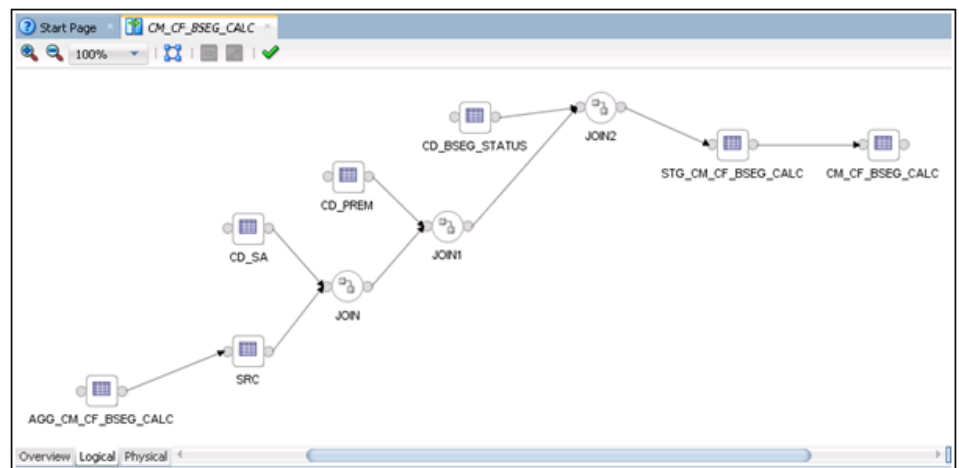 Start Page
CM_CF_BSEG_CALC
100%
CD_BSEG_STATUS
JOIN2
STG_CM_CF_BSEG_CALC
CM_CF_BSEG_CALC
CD_PREM
JOIN1
CD_SA
JOIN
SRC
AGG_CM_CF_BSEG_CALC
Overview Logical Physical